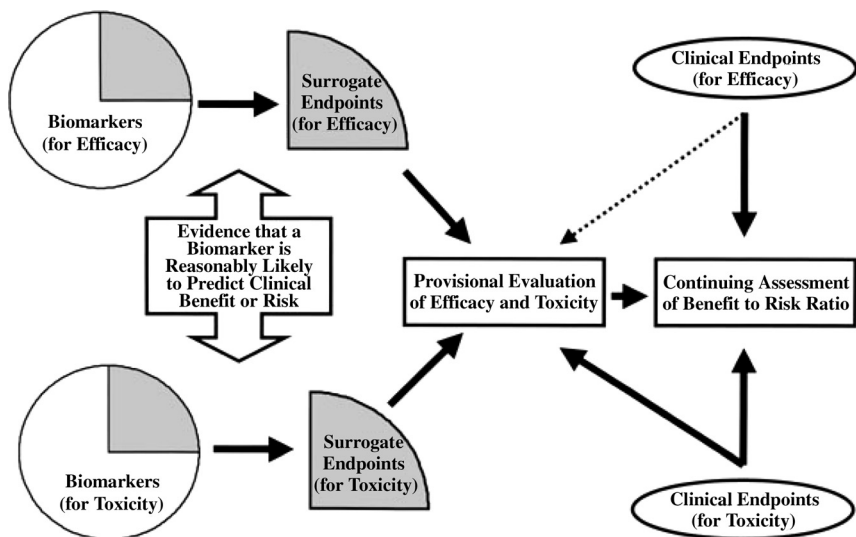 Biomarkers
(for Efficacy)
Surrogate
Endpoints
(for Efficacy)
Clinical Endpoints
(for Efficacy)
Evidence that a
Biomarker is
Reasonably Likely
to Predict Clinical
Benefit or Risk
Provisional Evaluation
of Efficacy and Toxicity
Continuing Assessment
of Benefit to Risk Ratio
Biomarkers
(for Toxicity)
Surrogate
Endpoints
(for Toxicity)
Clinical Endpoints
(for Toxicity)